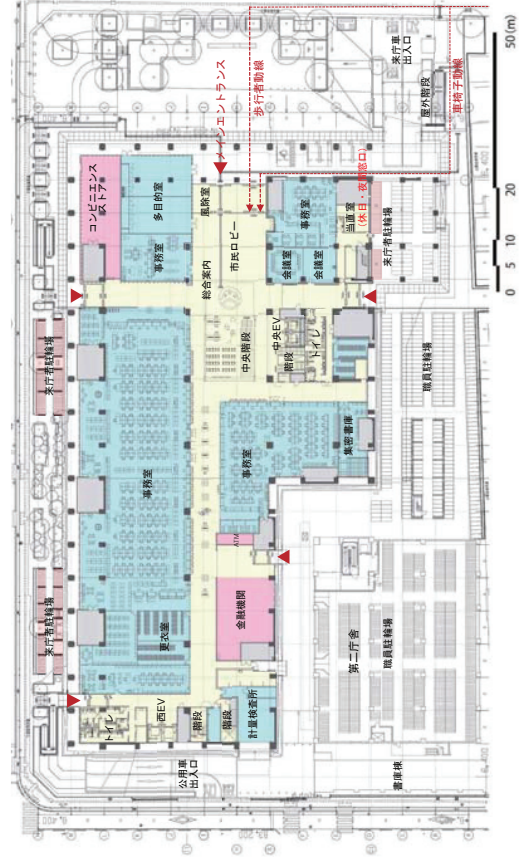 来庁者駐輪場
来庁者駐輪場
コンビニエンス
ストア
多目的室
事務室
事務室
更衣室
トイレ
西EV
階段
階段
計量検査所
公用車
出入口
金融機関
ATM
事務室
集密書庫
総合案内
風除室
市民ロビー
中央階段
中央EV
階段
トイレ
会議室
会議室
事務室
当直室
(休日・夜間窓口)
メインエントランス
歩行者動線
車椅子動線
来庁車
出入口
屋外階段
来庁者駐輪場
職員駐輪場
第二庁舎
職員駐輪場
書庫棟
0 5 10 20 50(m)